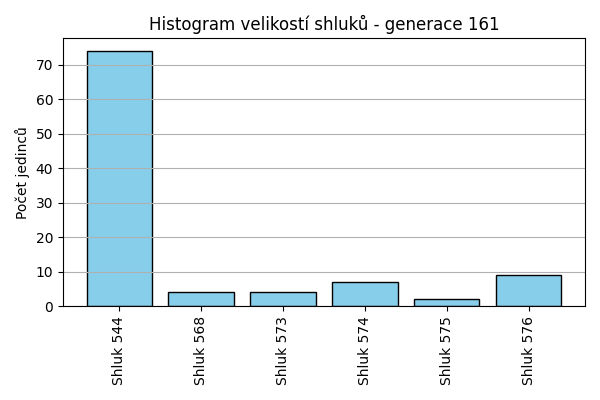 Histogram velikostí shluků - generace 161
Počet jedinců
70
60
50
40
30
20
10
0
Shluk 544
Shluk 568
Shluk 573
Shluk 574
Shluk 575
Shluk 576